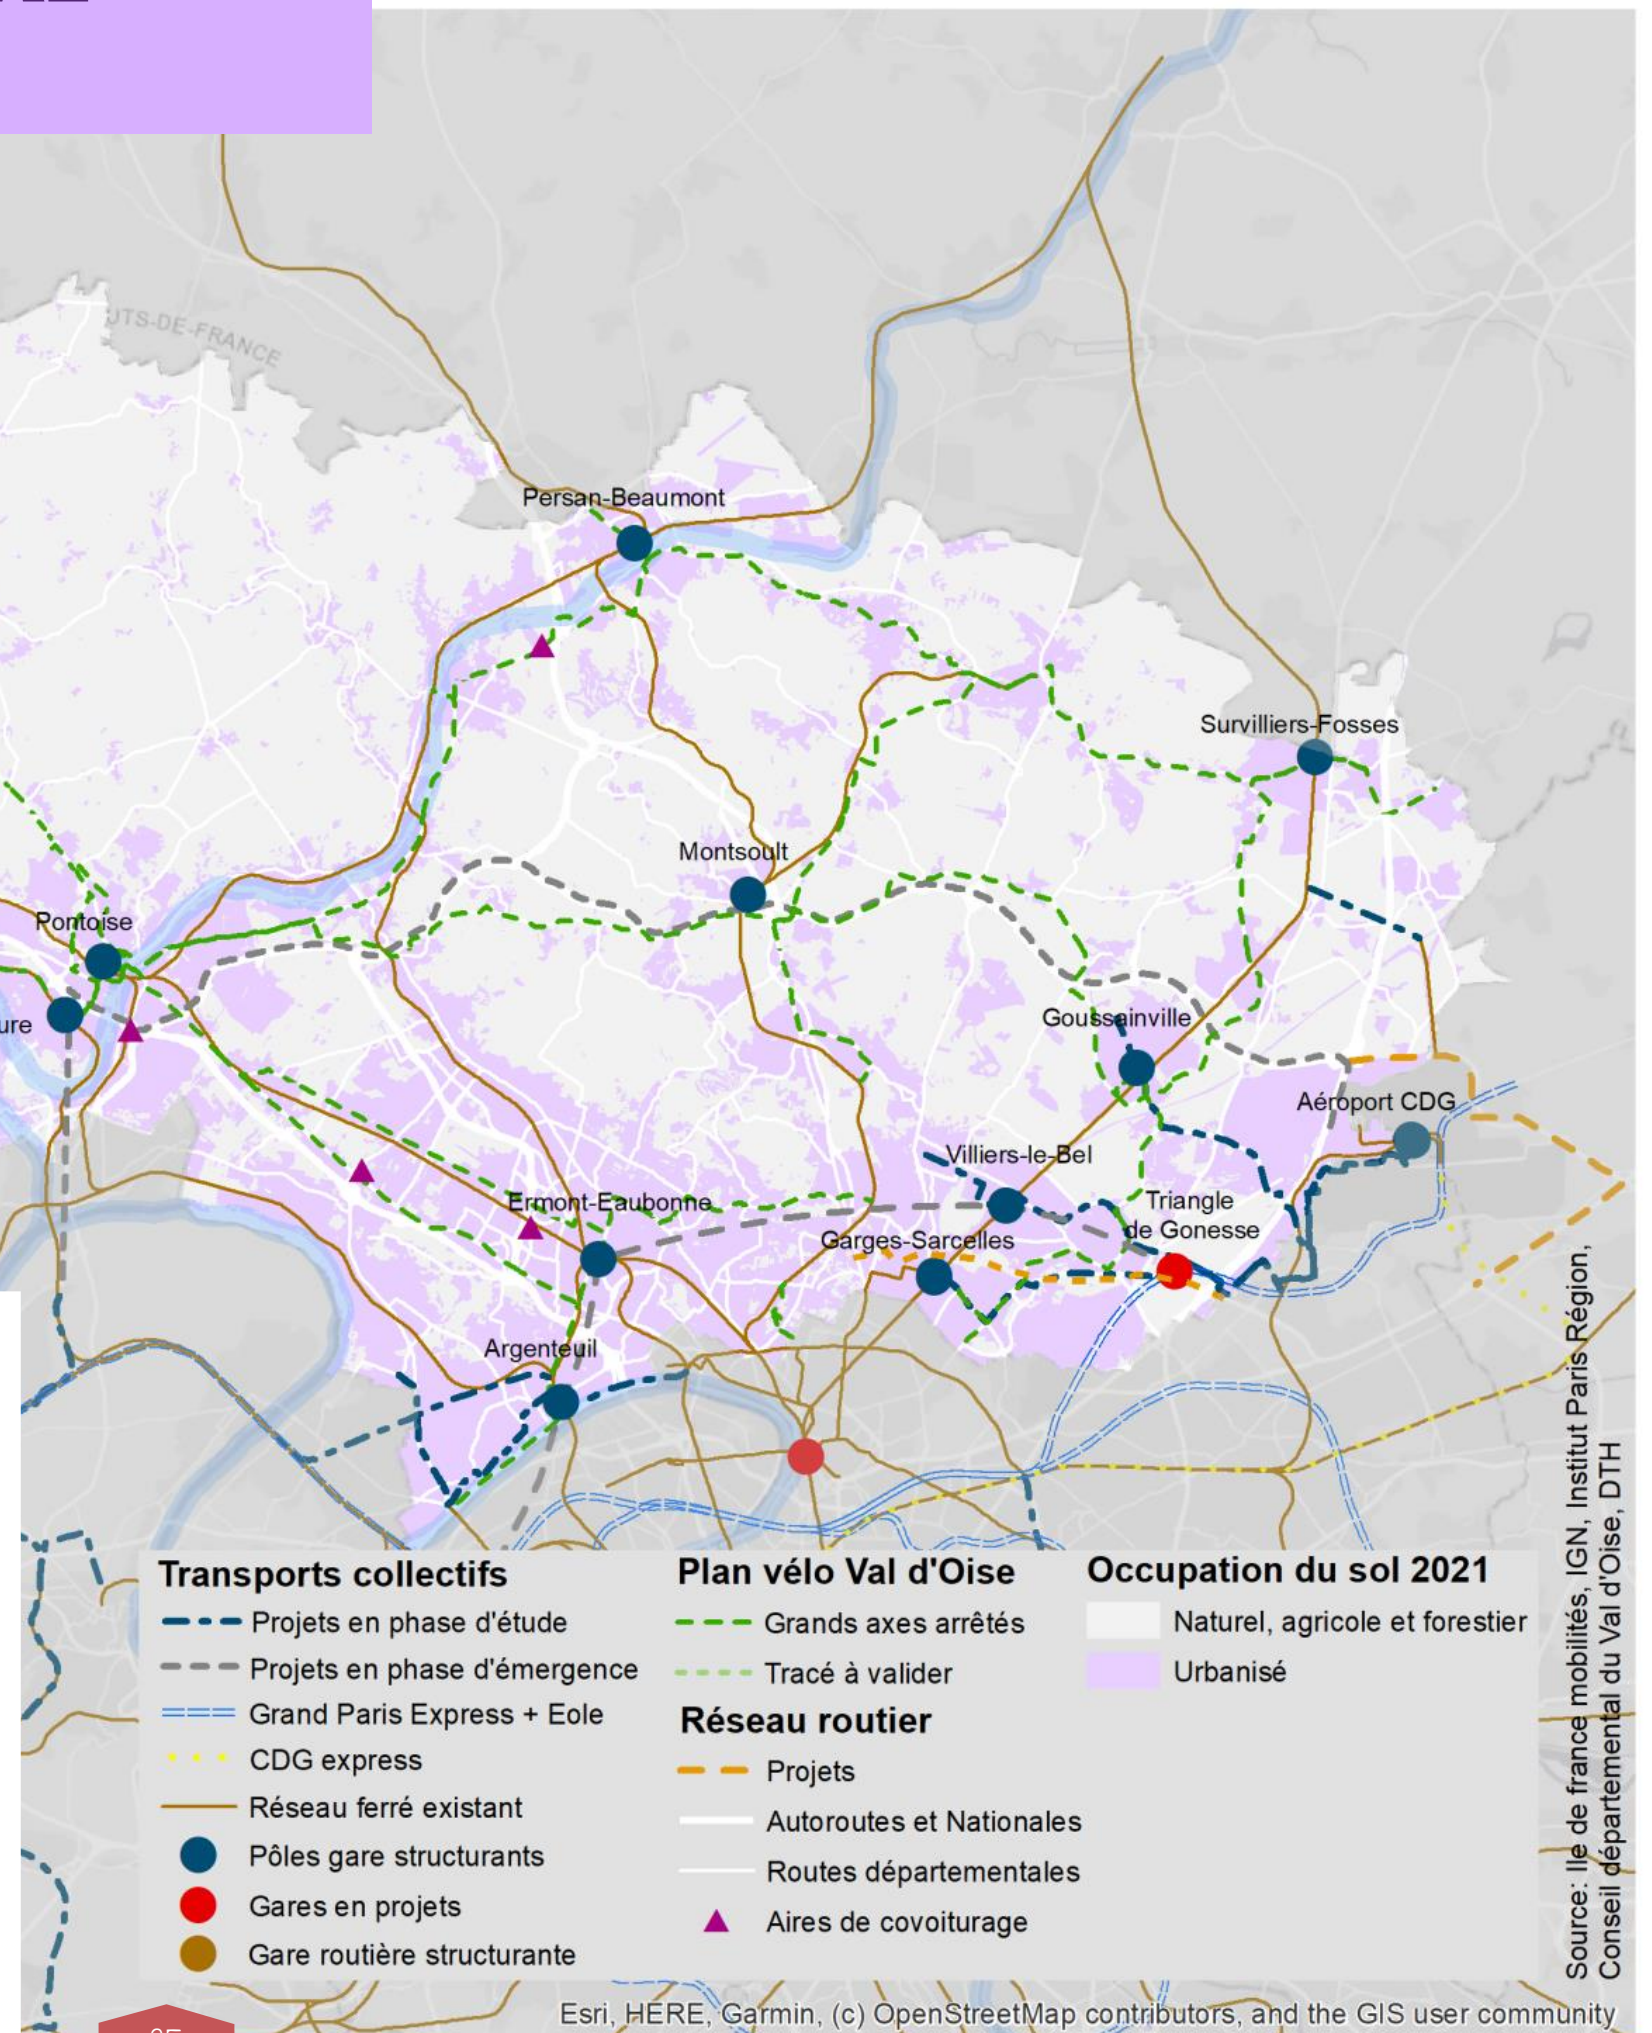 UTS-DE-FRANCE
Persan-Beaumont
Survilliers-Fosses
Montsoult
Pontoise
ure
Goussainville
Aéroport CDG
Villiers-le-Bel
Triangle
de Gonesse
Ermont-Eaubonne
Garges-Sarcelles
Argenteuil
Transports collectifs
Projets en phase d'étude
Projets en phase d'émergence
Grand Paris Express + Eole
CDG express
Réseau ferré existant
Pôles gare structurants
Gares en projets
Gare routière structurante
Plan vélo Val d'Oise
Grands axes arrêtés
Tracé à valider
Réseau routier
Projets
Autoroutes et Nationales
Routes départementales
Aires de covoiturage
Occupation du sol 2021
Naturel, agricole et forestier
Urbanisé
Source: Ile de france mobilités, IGN, Institut Paris Région,
Conseil départemental du Val d'Oise, DTH
Esri, HERE, Garmin, (c) OpenStreetMap contributors, and the GIS user community